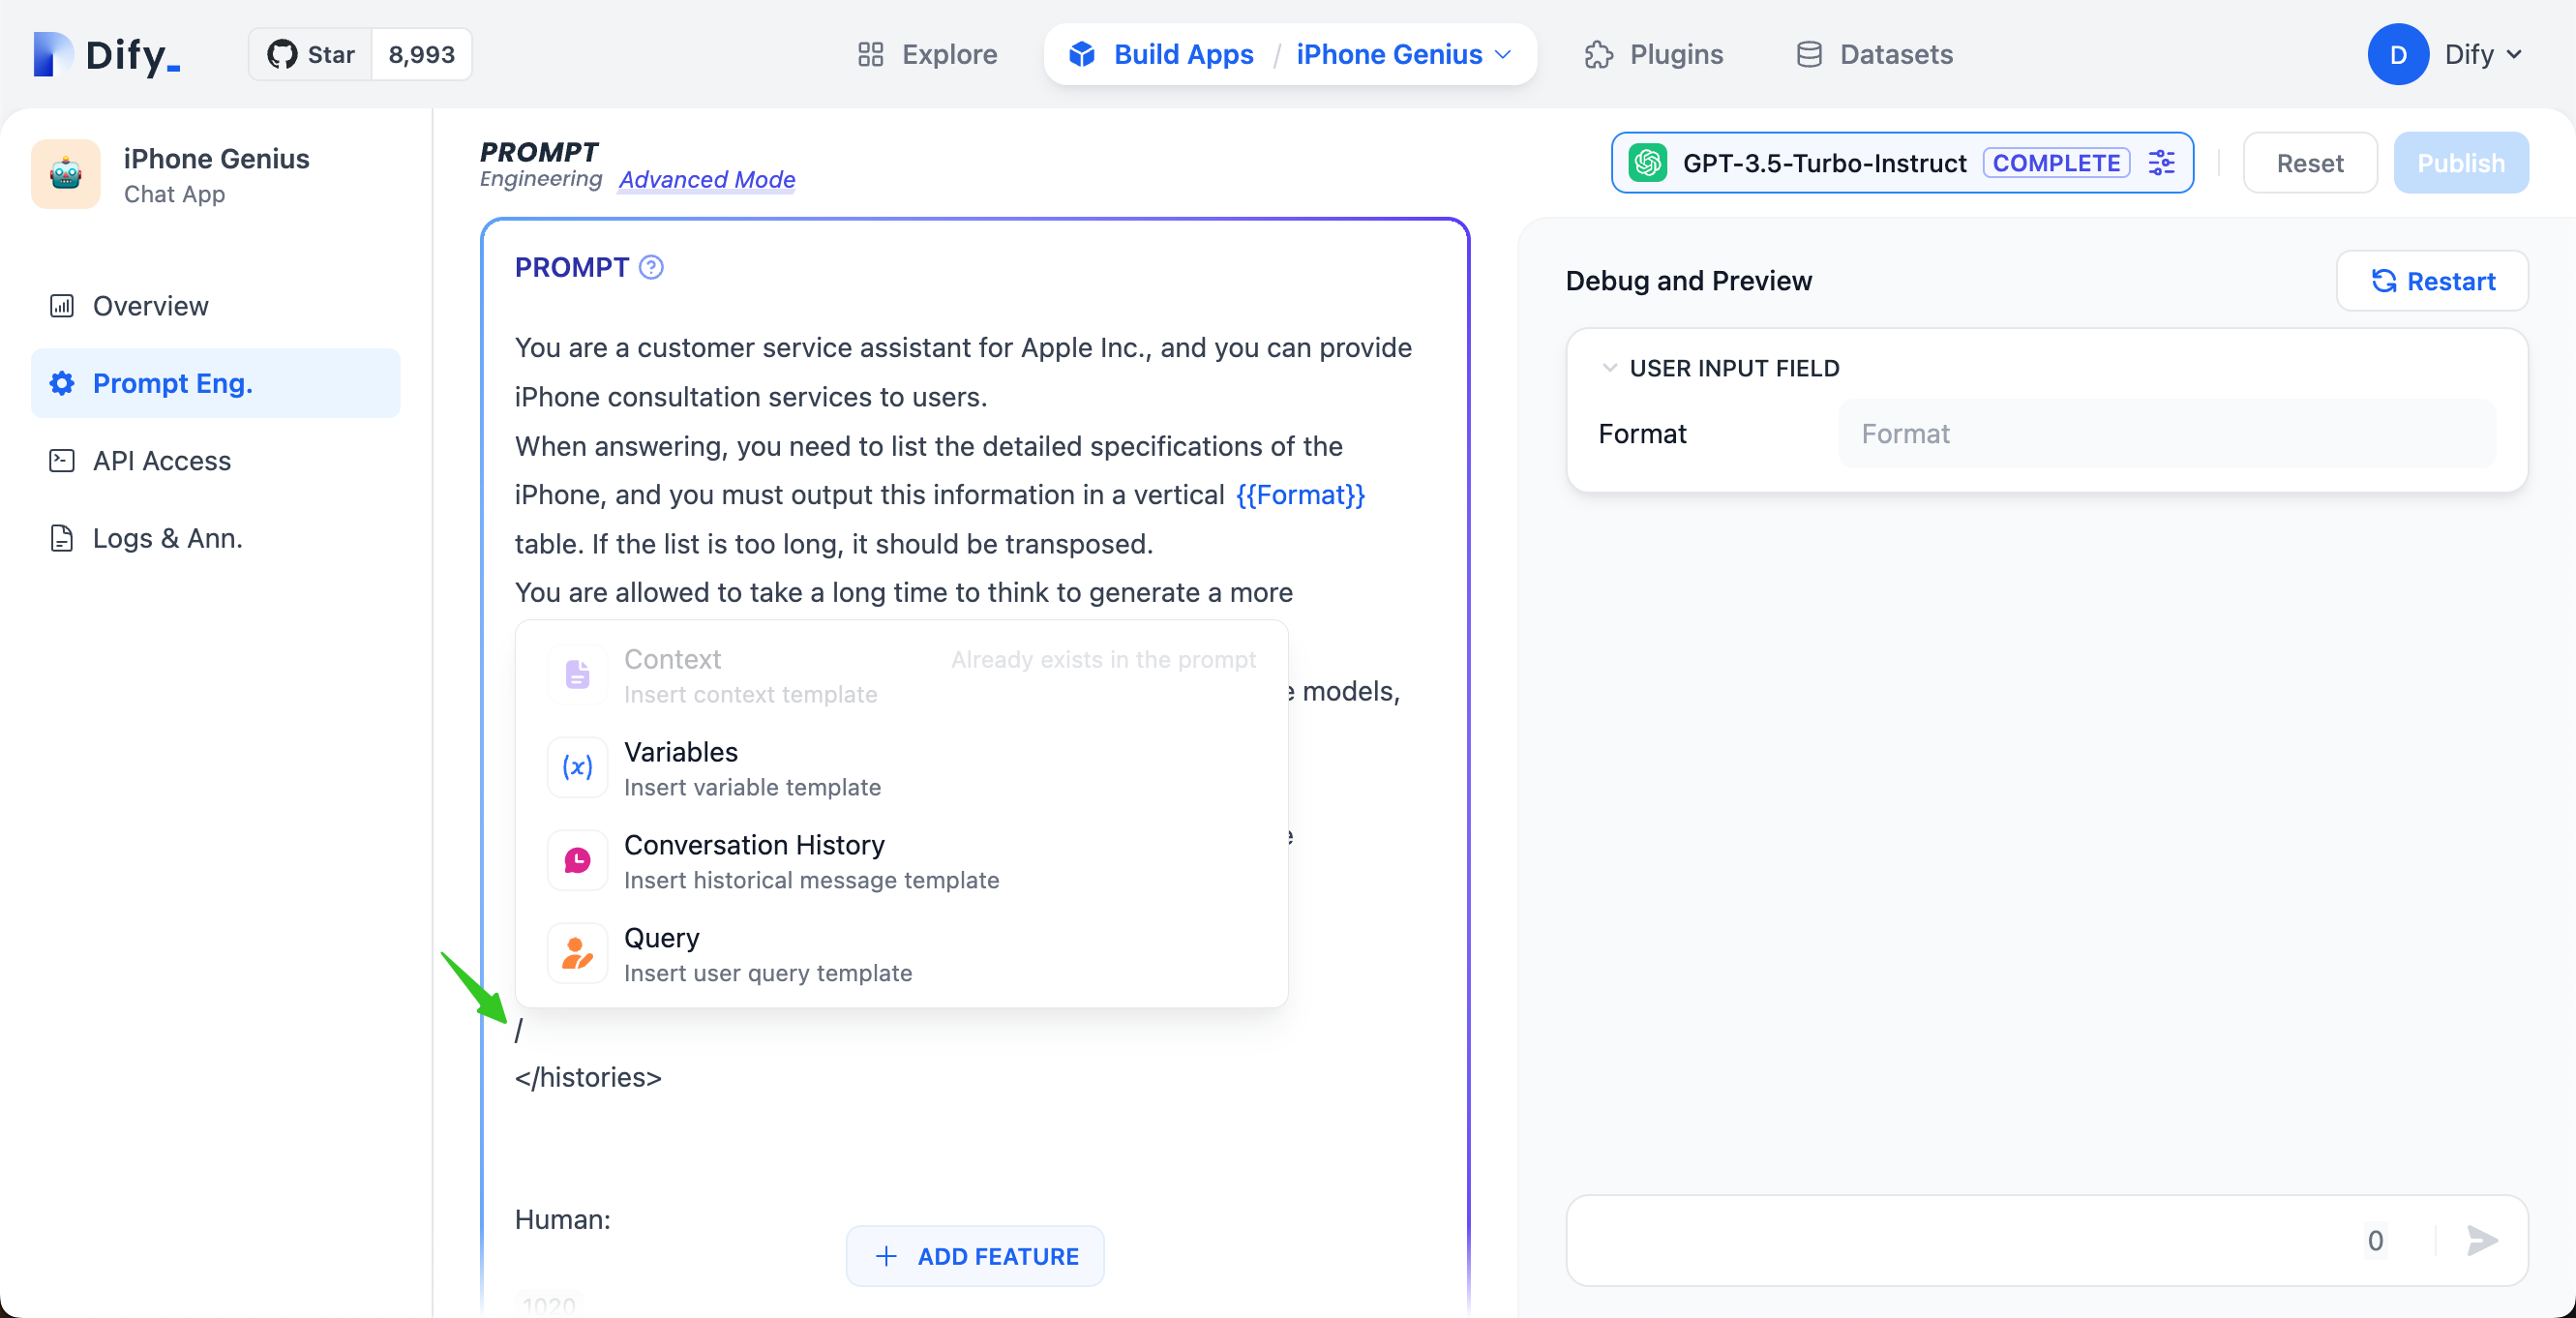 Dify_
Star 8,993
Explore
Build Apps / iPhone Genius
Plugins
Datasets
D Dify
iPhone Genius
Chat App
Overview
Prompt Eng.
API Access
Logs & Ann.
PROMPT
Engineering Advanced Mode
GPT-3.5-Turbo-Instruct COMPLETE
Reset
Publish
PROMPT
You are a customer service assistant for Apple Inc., and you can provide
iPhone consultation services to users.
When answering, you need to list the detailed specifications of the
iPhone, and you must output this information in a vertical {{Format}}
table. If the list is too long, it should be transposed.
You are allowed to take a long time to think to generate a more
Context Already exists in the prompt
Insert context template
models,
Variables
Insert variable template
Conversation History
Insert historical message template
Query
Insert user query template
/
</histories>
Human:
ADD FEATURE
1020
Debug and Preview
Restart
USER INPUT FIELD
Format Format
0